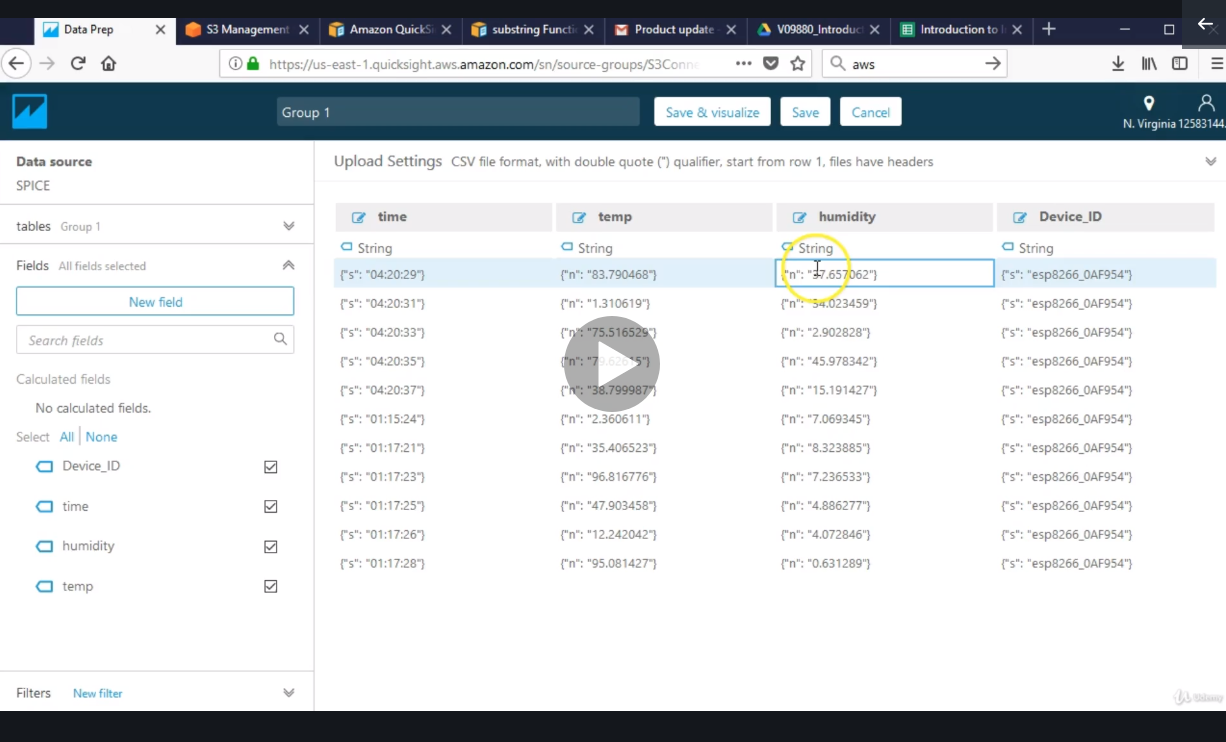 Data Prep
S3 Management
Amazon QuickSi
substring Functi
Product update -
V09880_Introduct
Introduction to I
https://us-east-1.quicksight.aws.amazon.com/sn/source-groups/S3Conne
aws
Group 1
Save & visualize
Save
Cancel
N. Virginia 12583144.
Data source
SPICE
tables Group 1
Fields All fields selected
New field
Search fields
Calculated fields
No calculated fields.
Select All None
Device_ID
time
humidity
temp
Filters New filter
Upload Settings CSV file format, with double quote (") qualifier, start from row 1, files have headers
time temp humidity Device_ID
String String String String
{"s": "04:20:29"} {"n": "83.790468"} {"n": "37.657062"} {"s": "esp8266_0AF954"}
{"s": "04:20:31"} {"n": "1.310619"} {"n": "54.023459"} {"s": "esp8266_0AF954"}
{"s": "04:20:33"} {"n": "75.516529"} {"n": "2.902828"} {"s": "esp8266_0AF954"}
{"s": "04:20:35"} {"n": "79.62615"} {"n": "45.978342"} {"s": "esp8266_0AF954"}
{"s": "04:20:37"} {"n": "38.799987"} {"n": "15.191427"} {"s": "esp8266_0AF954"}
{"s": "01:15:24"} {"n": "2.360611"} {"n": "7.069345"} {"s": "esp8266_0AF954"}
{"s": "01:17:21"} {"n": "35.406523"} {"n": "8.323885"} {"s": "esp8266_0AF954"}
{"s": "01:17:23"} {"n": "96.816776"} {"n": "7.236533"} {"s": "esp8266_0AF954"}
{"s": "01:17:25"} {"n": "47.903458"} {"n": "4.886277"} {"s": "esp8266_0AF954"}
{"s": "01:17:26"} {"n": "12.242042"} {"n": "4.072846"} {"s": "esp8266_0AF954"}
{"s": "01:17:28"} {"n": "95.081427"} {"n": "0.631289"} {"s": "esp8266_0AF954"}
Udemy